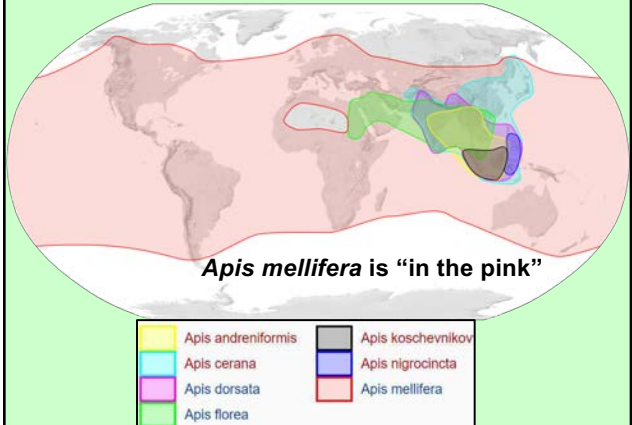 Apis mellifera is “in the pink”
Apis andreniformis
Apis koschevnikov
Apis cerana
Apis nigrocincta
Apis dorsata
Apis mellifera
Apis florea